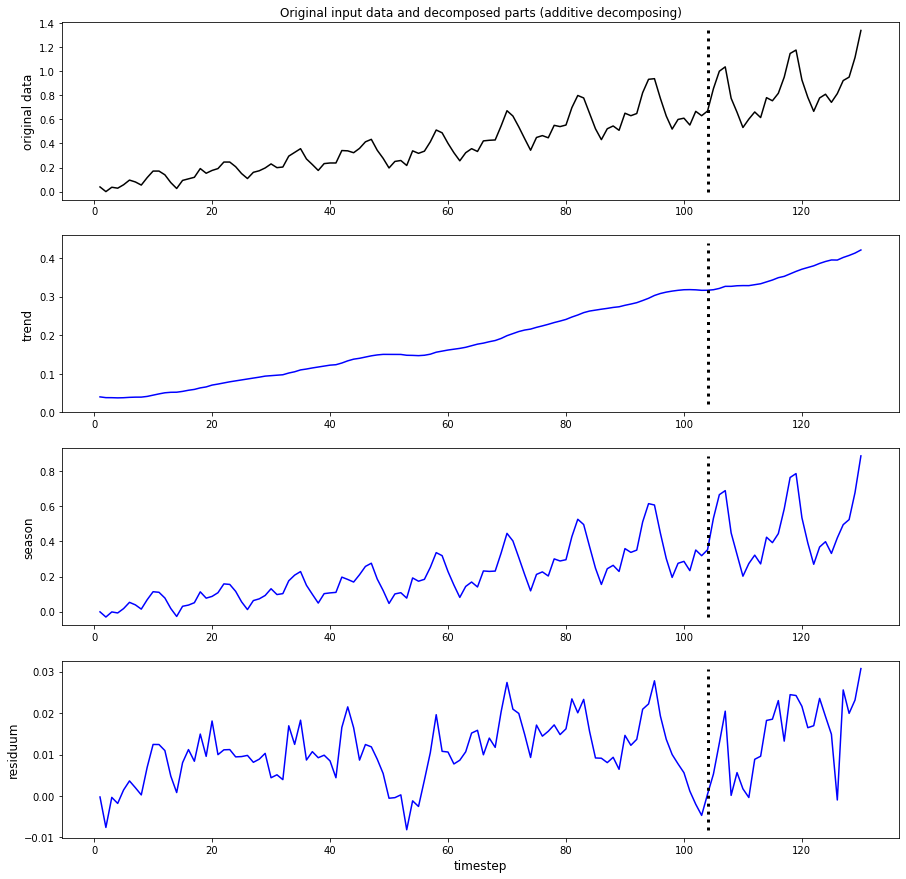 Original input data and decomposed parts (additive decomposing)
original data
1.4
1.2
1.0
0.8
0.6
0.4
0.2
0.0
0 20 40 60 80 100 120
trend
0.4
0.3
0.2
0.1
0.0
0 20 40 60 80 100 120
season
0.8
0.6
0.4
0.2
0.0
0 20 40 60 80 100 120
residuum
0.03
0.02
0.01
0.00
−0.01
0 20 40 60 80 100 120
timestep